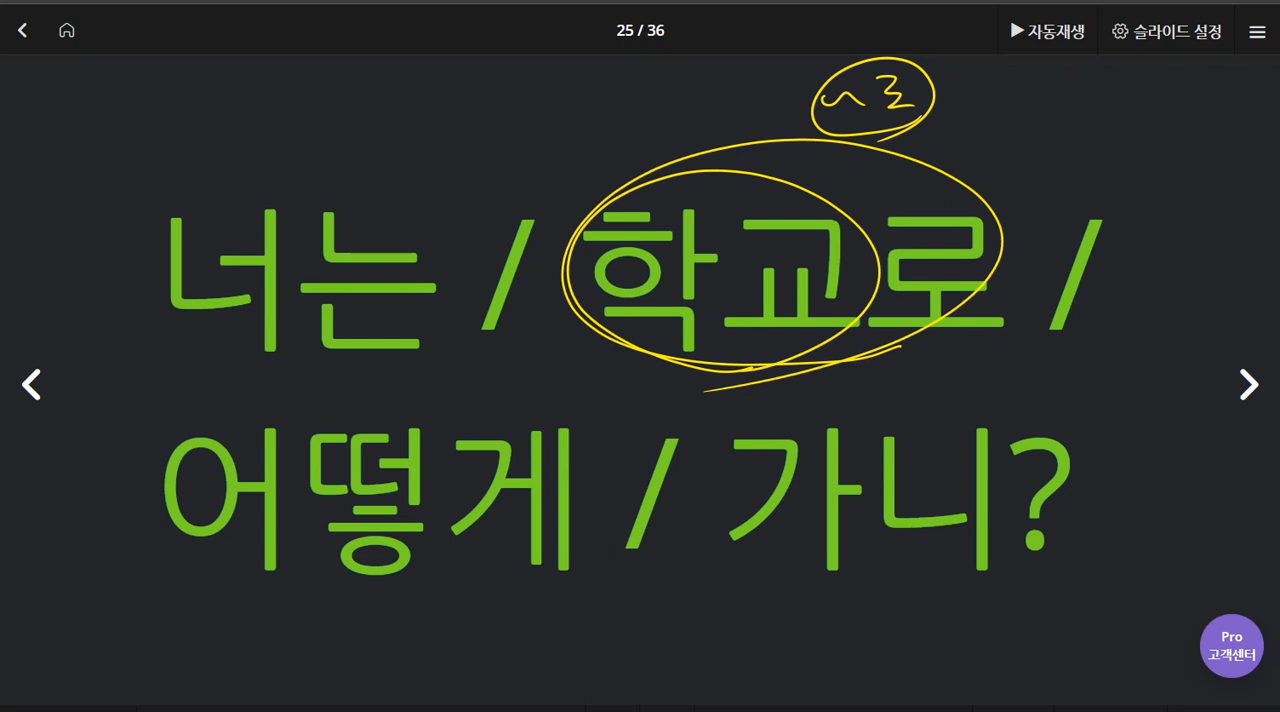 25 / 36
▶ 자동재생
슬라이드 설정
~로
너는 / 학교로 /
어떻게 / 가니?
Pro
고객센터